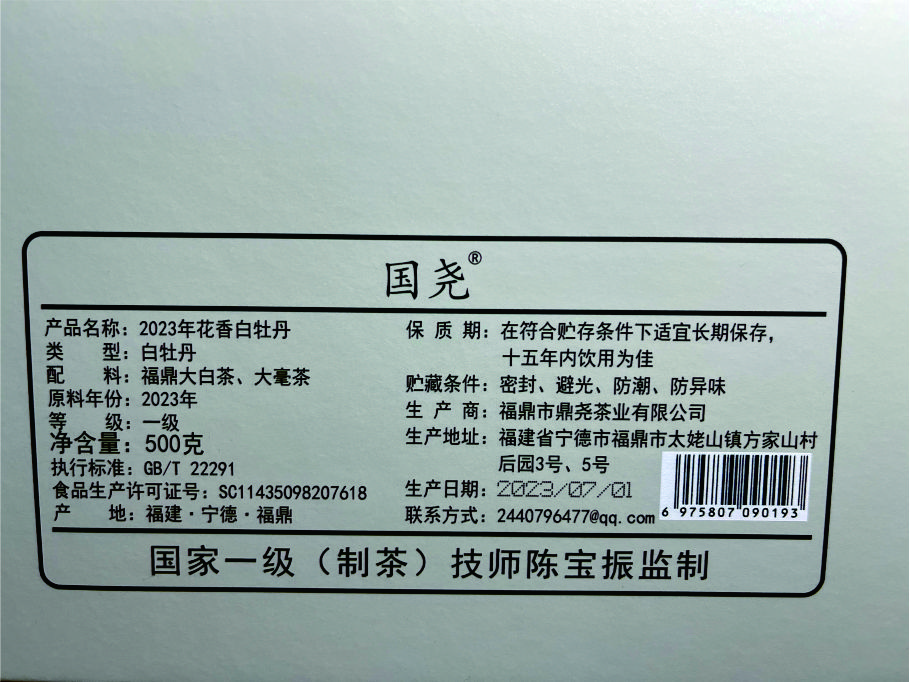 国尧®
产品名称：2023年花香白牡丹
类 型：白牡丹
配 料：福鼎大白茶、大毫茶
原料年份：2023年
等 级：一级
净含量：500克
执行标准：GB/T 22291
食品生产许可证号：SC11435098207618
产 地：福建·宁德·福鼎
保 质 期：在符合贮存条件下适宜长期保存，
十五年内饮用为佳
贮藏条件：密封、避光、防潮、防异味
生 产 商：福鼎市鼎尧茶业有限公司
生产地址：福建省宁德市福鼎市太姥山镇方家山村
后园3号、5号
生产日期：2023/07/01
联系方式：2440796477@qq.com
6 975807 090193
国家一级（制茶）技师陈宝振监制